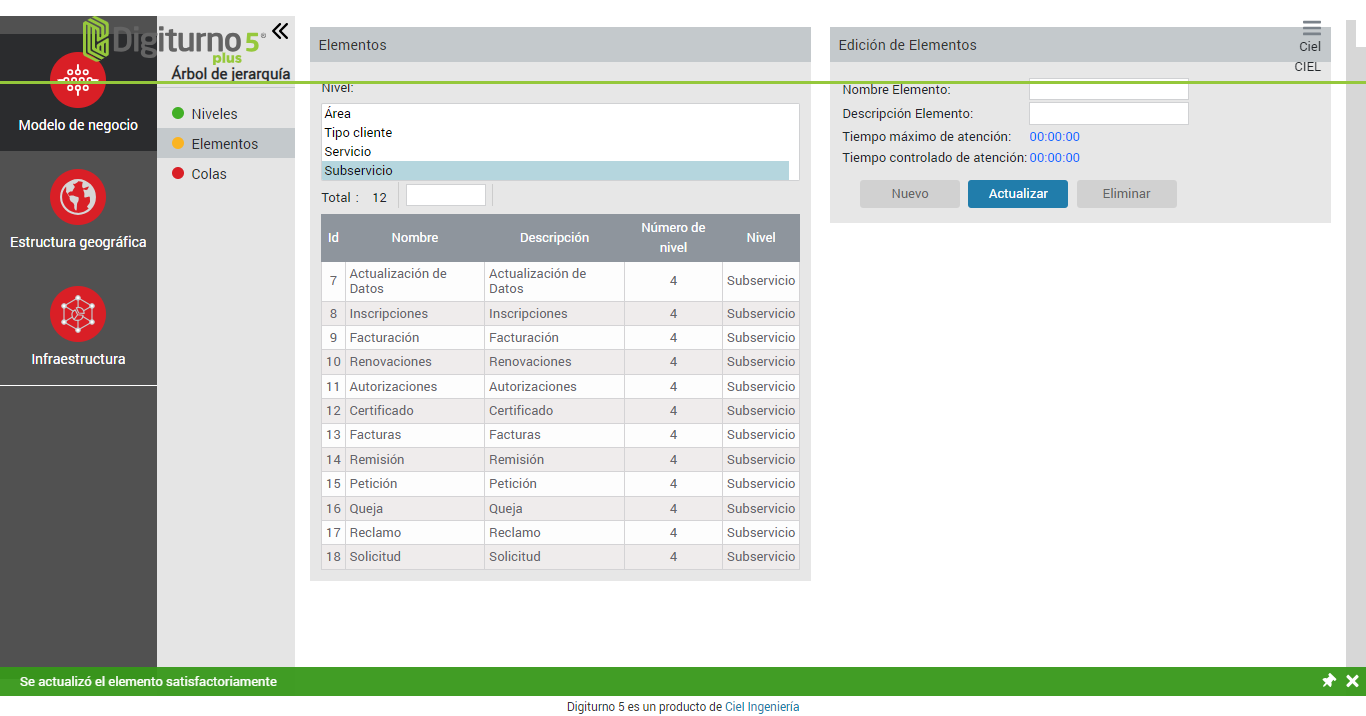 Digiturno 5®
plus
Árbol de jerarquía
Modelo de negocio
Estructura geográfica
Infraestructura
Niveles
Elementos
Colas
Elementos
Nivel:
Área
Tipo cliente
Servicio
Subservicio
Total : 12
Id Nombre Descripción Número de nivel Nivel
7 Actualización de Datos Actualización de Datos 4 Subservicio
8 Inscripciones Inscripciones 4 Subservicio
9 Facturación Facturación 4 Subservicio
10 Renovaciones Renovaciones 4 Subservicio
11 Autorizaciones Autorizaciones 4 Subservicio
12 Certificado Certificado 4 Subservicio
13 Facturas Facturas 4 Subservicio
14 Remisión Remisión 4 Subservicio
15 Petición Petición 4 Subservicio
16 Queja Queja 4 Subservicio
17 Reclamo Reclamo 4 Subservicio
18 Solicitud Solicitud 4 Subservicio
Edición de Elementos
Ciel
CIEL
Nombre Elemento:
Descripción Elemento:
Tiempo máximo de atención: 00:00:00
Tiempo controlado de atención: 00:00:00
Nuevo Actualizar Eliminar
Se actualizó el elemento satisfactoriamente
Digiturno 5 es un producto de Ciel Ingeniería